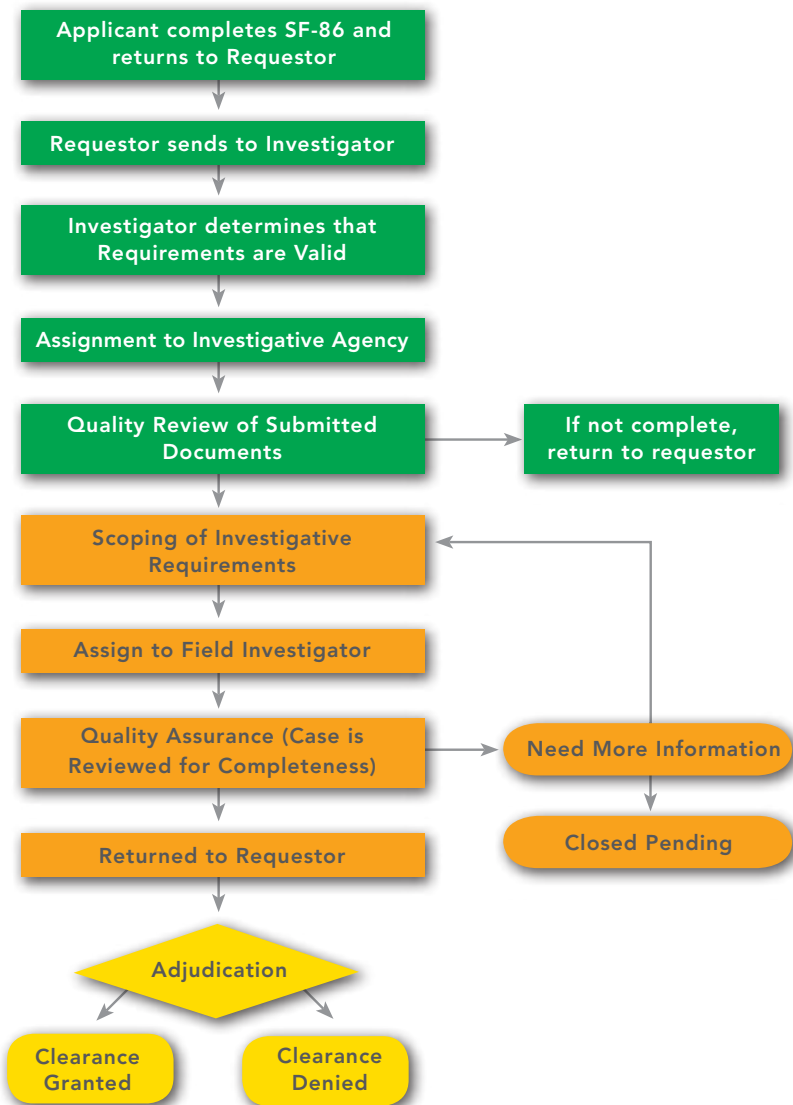 Applicant completes SF-86 and
returns to Requestor
Requestor sends to Investigator
Investigator determines that
Requirements are Valid
Assignment to Investigative Agency
Quality Review of Submitted
Documents
If not complete,
return to requestor
Scoping of Investigative
Requirements
Assign to Field Investigator
Quality Assurance (Case is
Reviewed for Completeness)
Need More Information
Returned to Requestor
Closed Pending
Adjudication
Clearance
Granted
Clearance
Denied